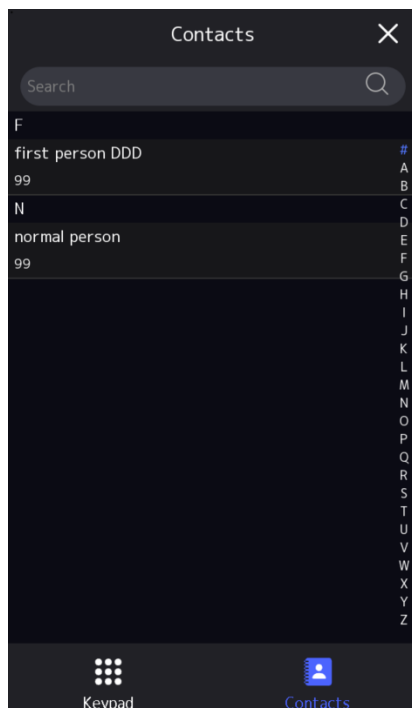 Contacts
Search
F
first person DDD
99
N
normal person
99
#
A
B
C
D
E
F
G
H
I
J
K
L
M
N
O
P
Q
R
S
T
U
V
W
X
Y
Z
Keypad
Contacts